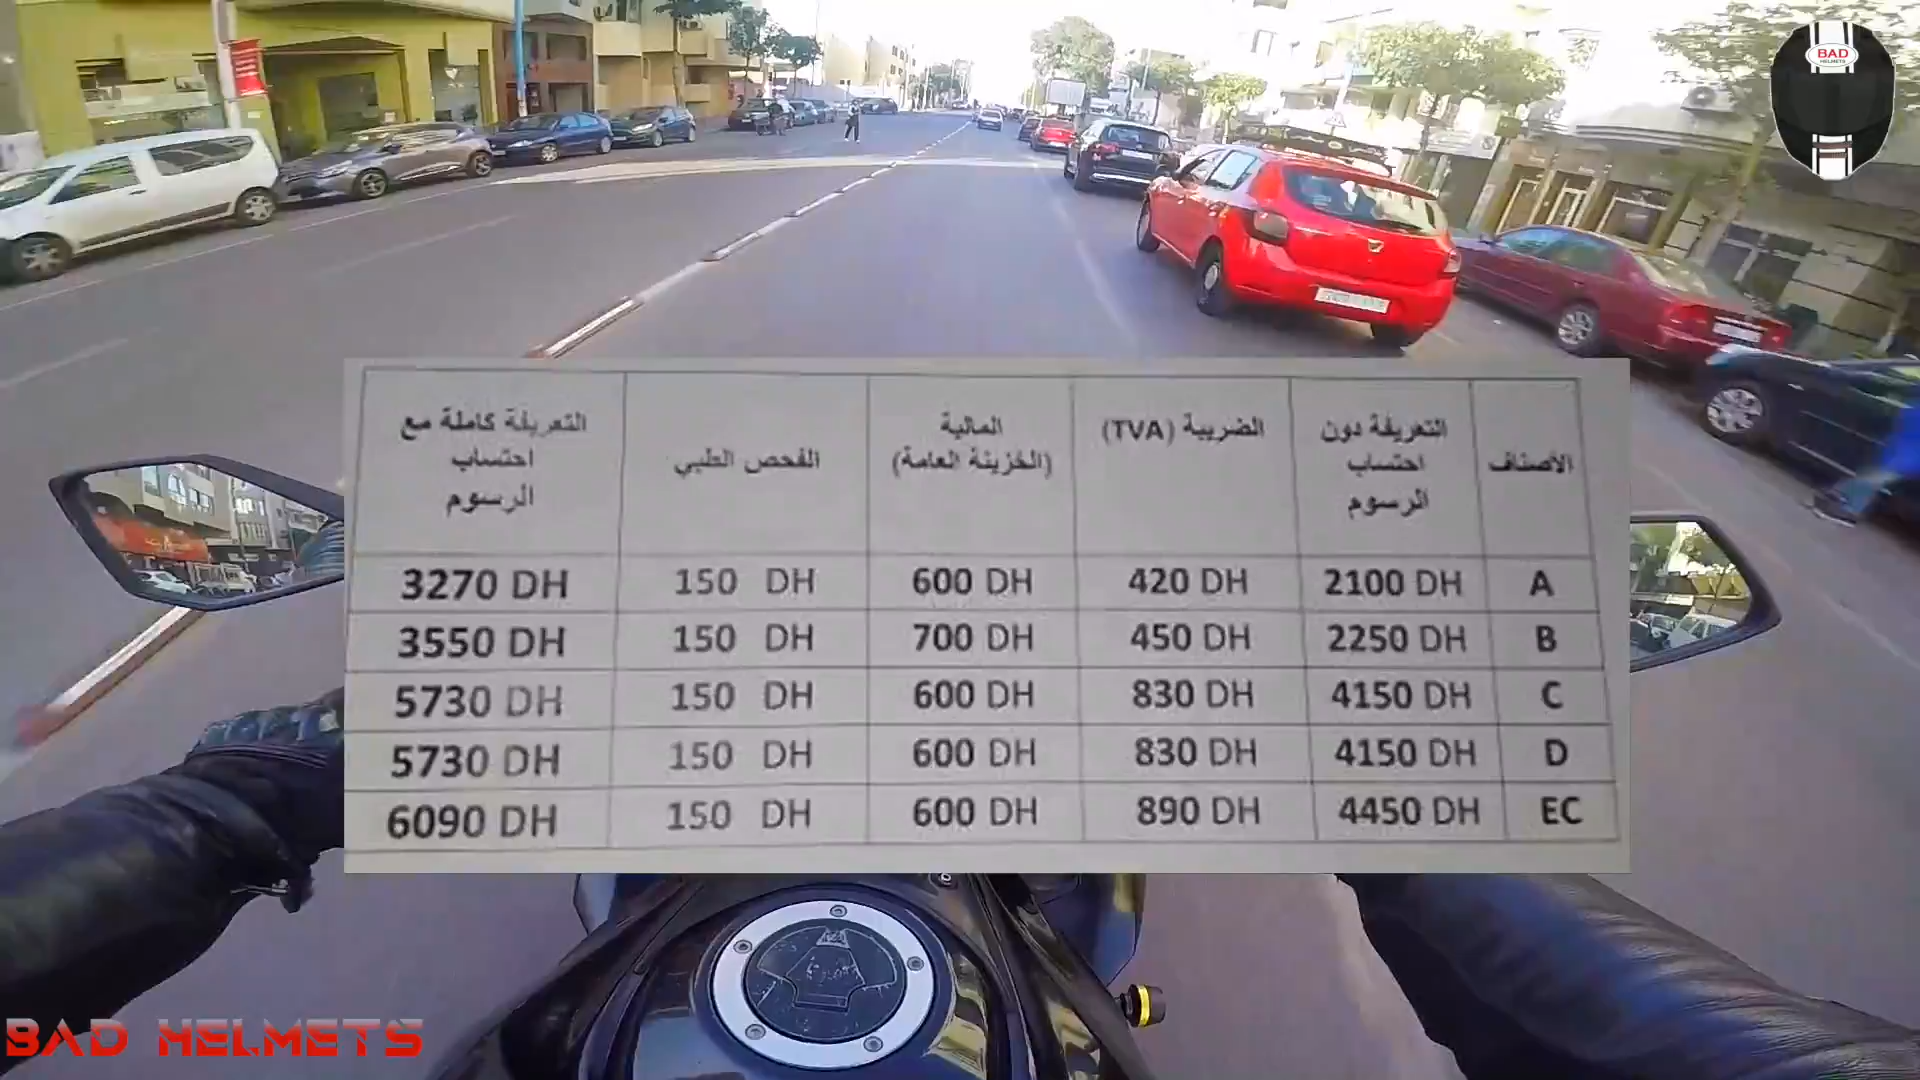 BAD
HELMETS
الأصناف
التعريفة دون
احتساب
الرسوم
الضريبة (TVA)
المالية
(الخزينة العامة)
الفحص الطبي
التعريفة كاملة مع
احتساب
الرسوم
A 2100 DH 420 DH 600 DH 150 DH 3270 DH
B 2250 DH 450 DH 700 DH 150 DH 3550 DH
C 4150 DH 830 DH 600 DH 150 DH 5730 DH
D 4150 DH 830 DH 600 DH 150 DH 5730 DH
EC 4450 DH 890 DH 600 DH 150 DH 6090 DH
BAD HELMETS